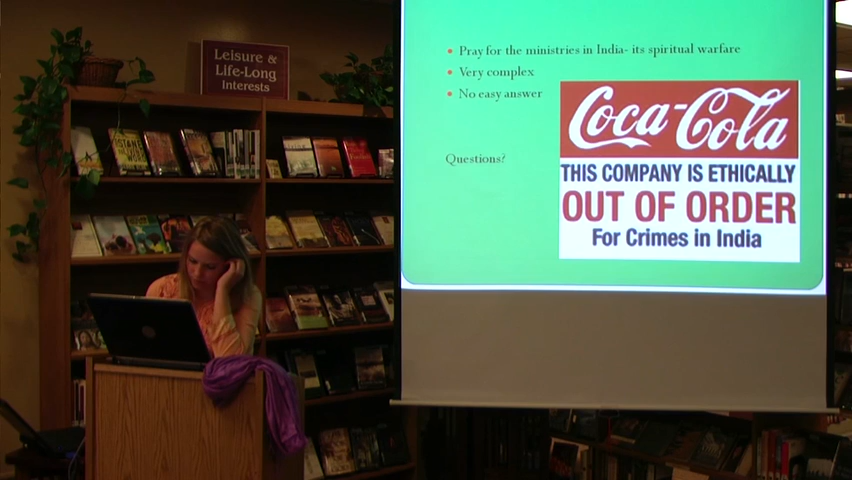 Leisure &
Life-Long
Interests
Pray for the ministries in India- its spiritual warfare
Very complex
No easy answer
Questions?
Coca-Cola
THIS COMPANY IS ETHICALLY
OUT OF ORDER
For Crimes in India